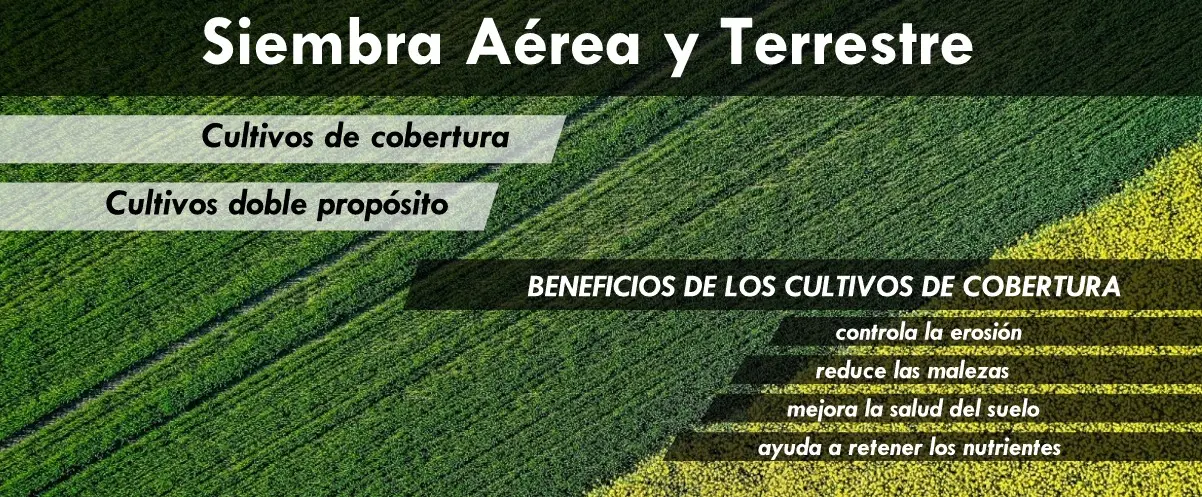 Siembra Aérea y Terrestre
Cultivos de cobertura
Cultivos doble propósito
BENEFICIOS DE LOS CULTIVOS DE COBERTURA
controla la erosión
reduce las malezas
mejora la salud del suelo
ayuda a retener los nutrientes